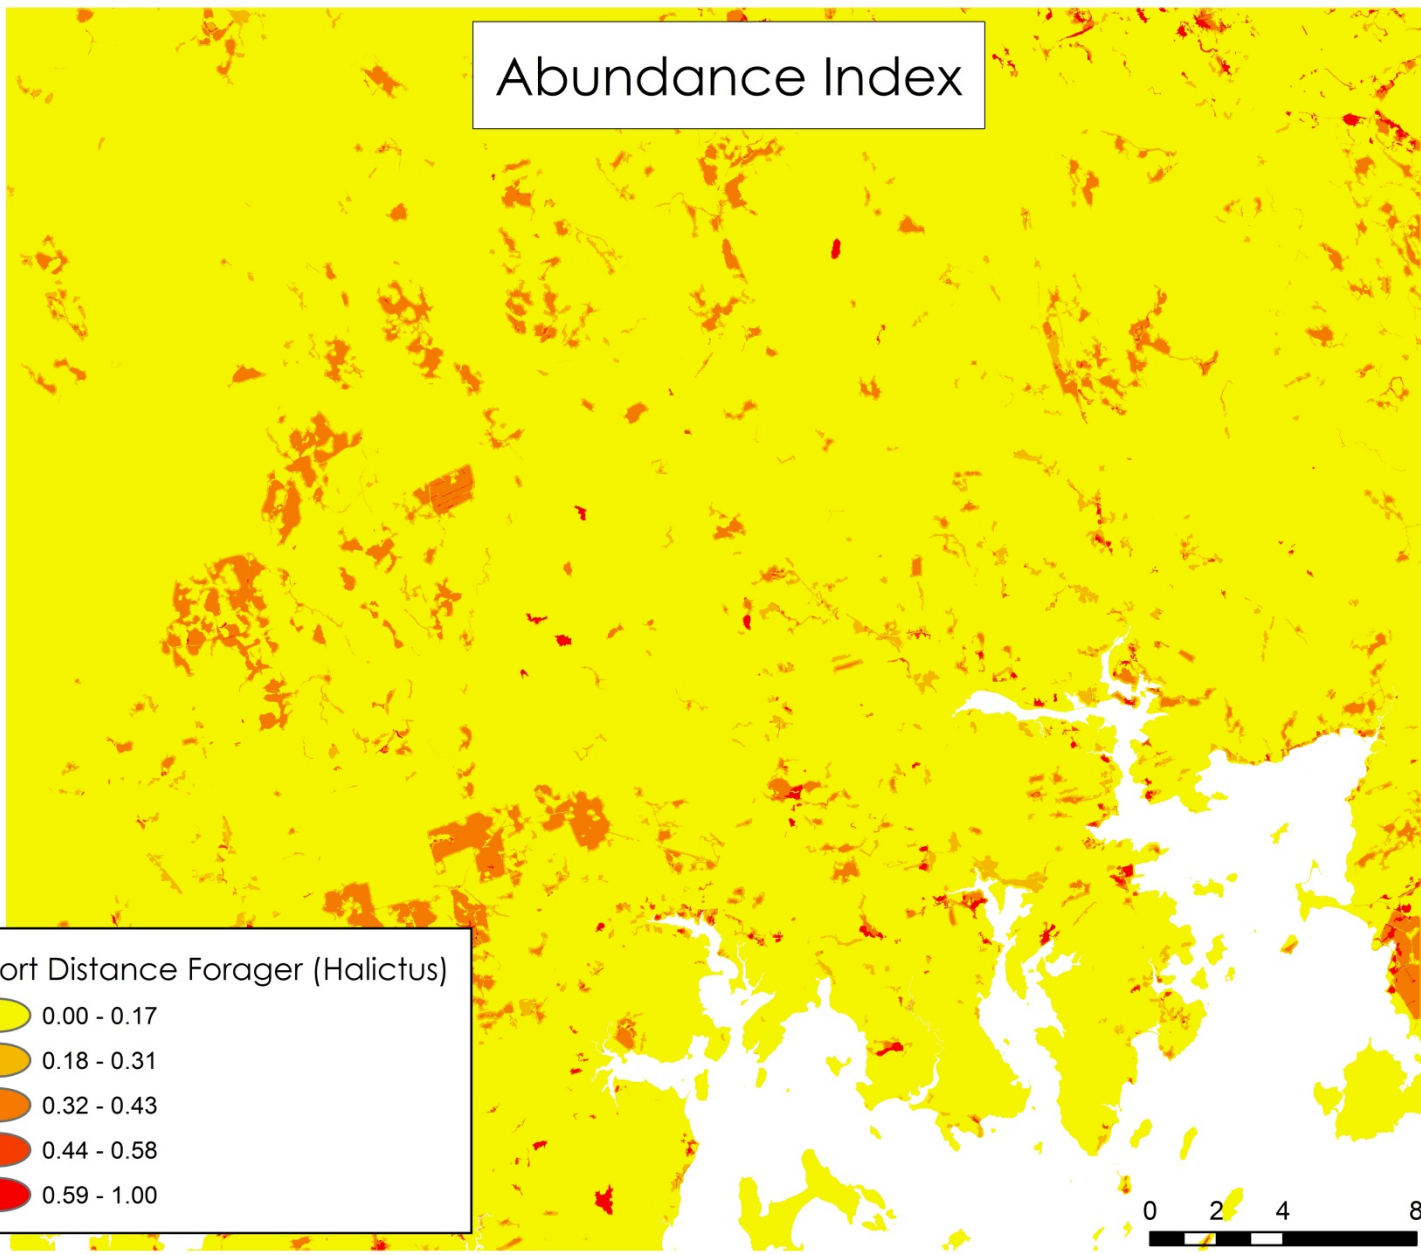 Abundance Index
ort Distance Forager (Halictus)
0.00 - 0.17
0.18 - 0.31
0.32 - 0.43
0.44 - 0.58
0.59 - 1.00
0 2 4 8